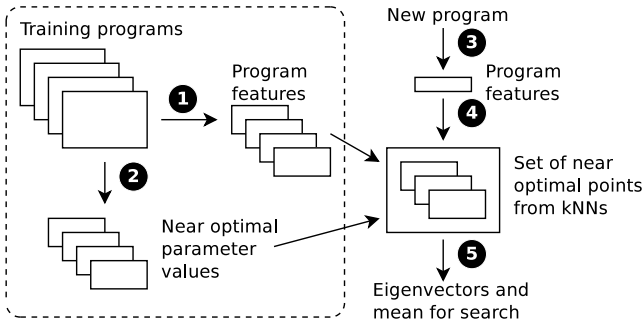 Training programs
1
Program
features
2
Near optimal
parameter
values
New program
3
Program
features
4
Set of near
optimal points
from kNNs
5
Eigenvectors and
mean for search